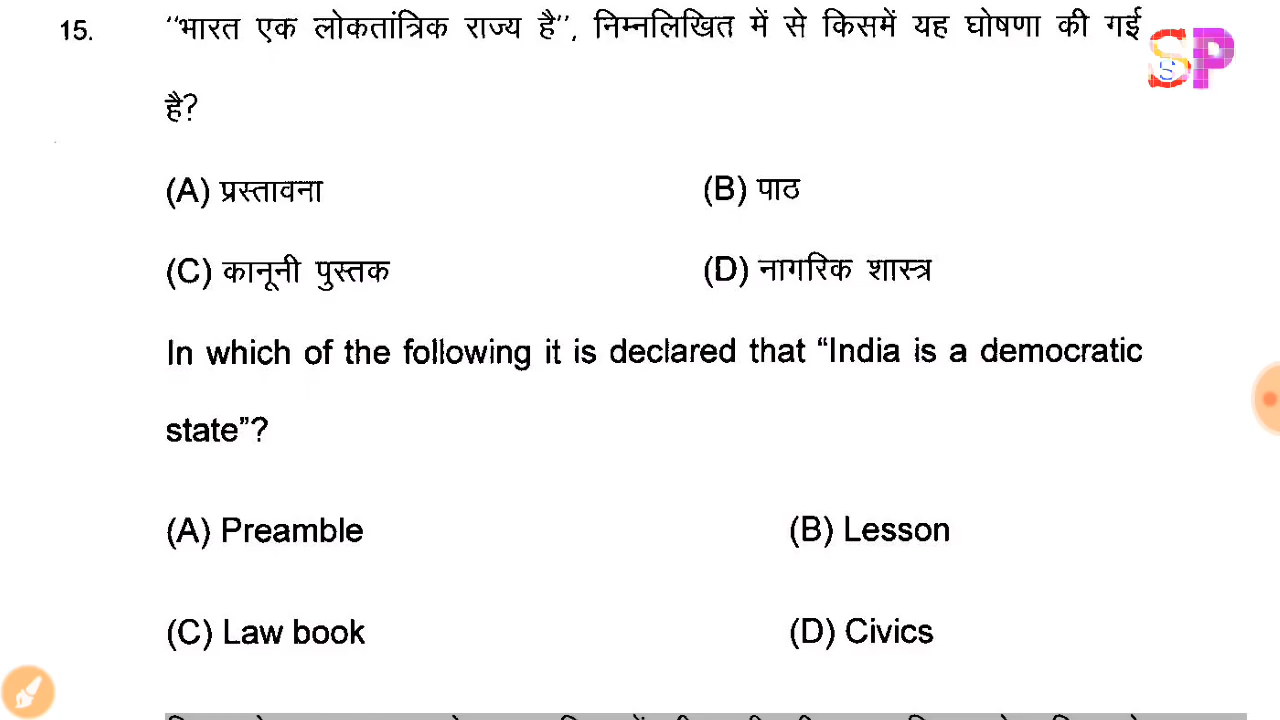 15. ‘‘भारत एक लोकतांत्रिक राज्य है’’, निम्नलिखित में से किसमें यह घोषणा की गई
है?
(A) प्रस्तावना (B) पाठ
(C) कानूनी पुस्तक (D) नागरिक शास्त्र
In which of the following it is declared that “India is a democratic
state”?
(A) Preamble (B) Lesson
(C) Law book (D) Civics
SP
S